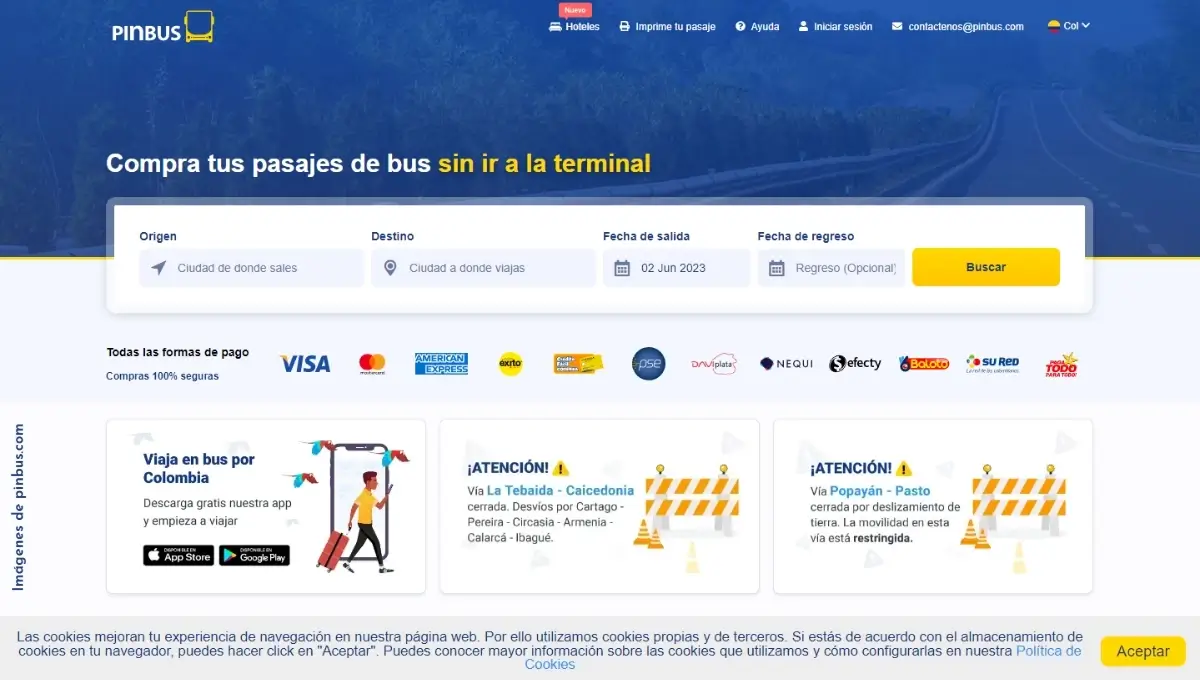 Nuevo
PINBUS
Hoteles
Imprime tu pasaje
Ayuda
Iniciar sesión
contactenos@pinbus.com
Col
Compra tus pasajes de bus sin ir a la terminal
Origen
Destino
Fecha de salida
Fecha de regreso
Ciudad de donde sales
Ciudad a donde viajas
02 Jun 2023
Regreso (Opcional)
Buscar
Todas las formas de pago
Compras 100% seguras
VISA
mastercard
AMERICAN
EXPRESS
éxito
pse
DAVIplata
NEQUI
efecty
Baloto
su Red
PAGA
TODO
PARA TODO
Imágenes de pinbus.com
Viaja en bus por
Colombia
Descarga gratis nuestra app
y empieza a viajar
DISPONIBLE EN
App Store
DISPONIBLE EN
Google Play
¡ATENCIÓN!
Vía La Tebaida - Caicedonia
cerrada. Desvíos por Cartago -
Pereira - Circasia - Armenia -
Calarcá - Ibagué.
¡ATENCIÓN!
Vía Popayán - Pasto
cerrada por deslizamiento de
tierra. La movilidad en esta
vía está restringida.
Las cookies mejoran tu experiencia de navegación en nuestra página web. Por ello utilizamos cookies propias y de terceros. Si estás de acuerdo con el almacenamiento de
cookies en tu navegador, puedes hacer click en "Aceptar". Puedes conocer mayor información sobre las cookies que utilizamos y cómo configurarlas en nuestra Política de
Cookies
Aceptar